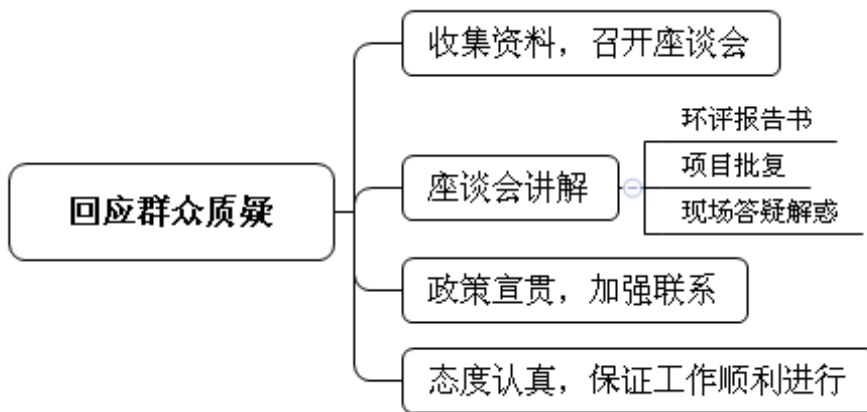 收集资料，召开座谈会
环评报告书
项目批复
座谈会讲解
现场答疑解惑
回应群众质疑
政策宣贯，加强联系
态度认真，保证工作顺利进行